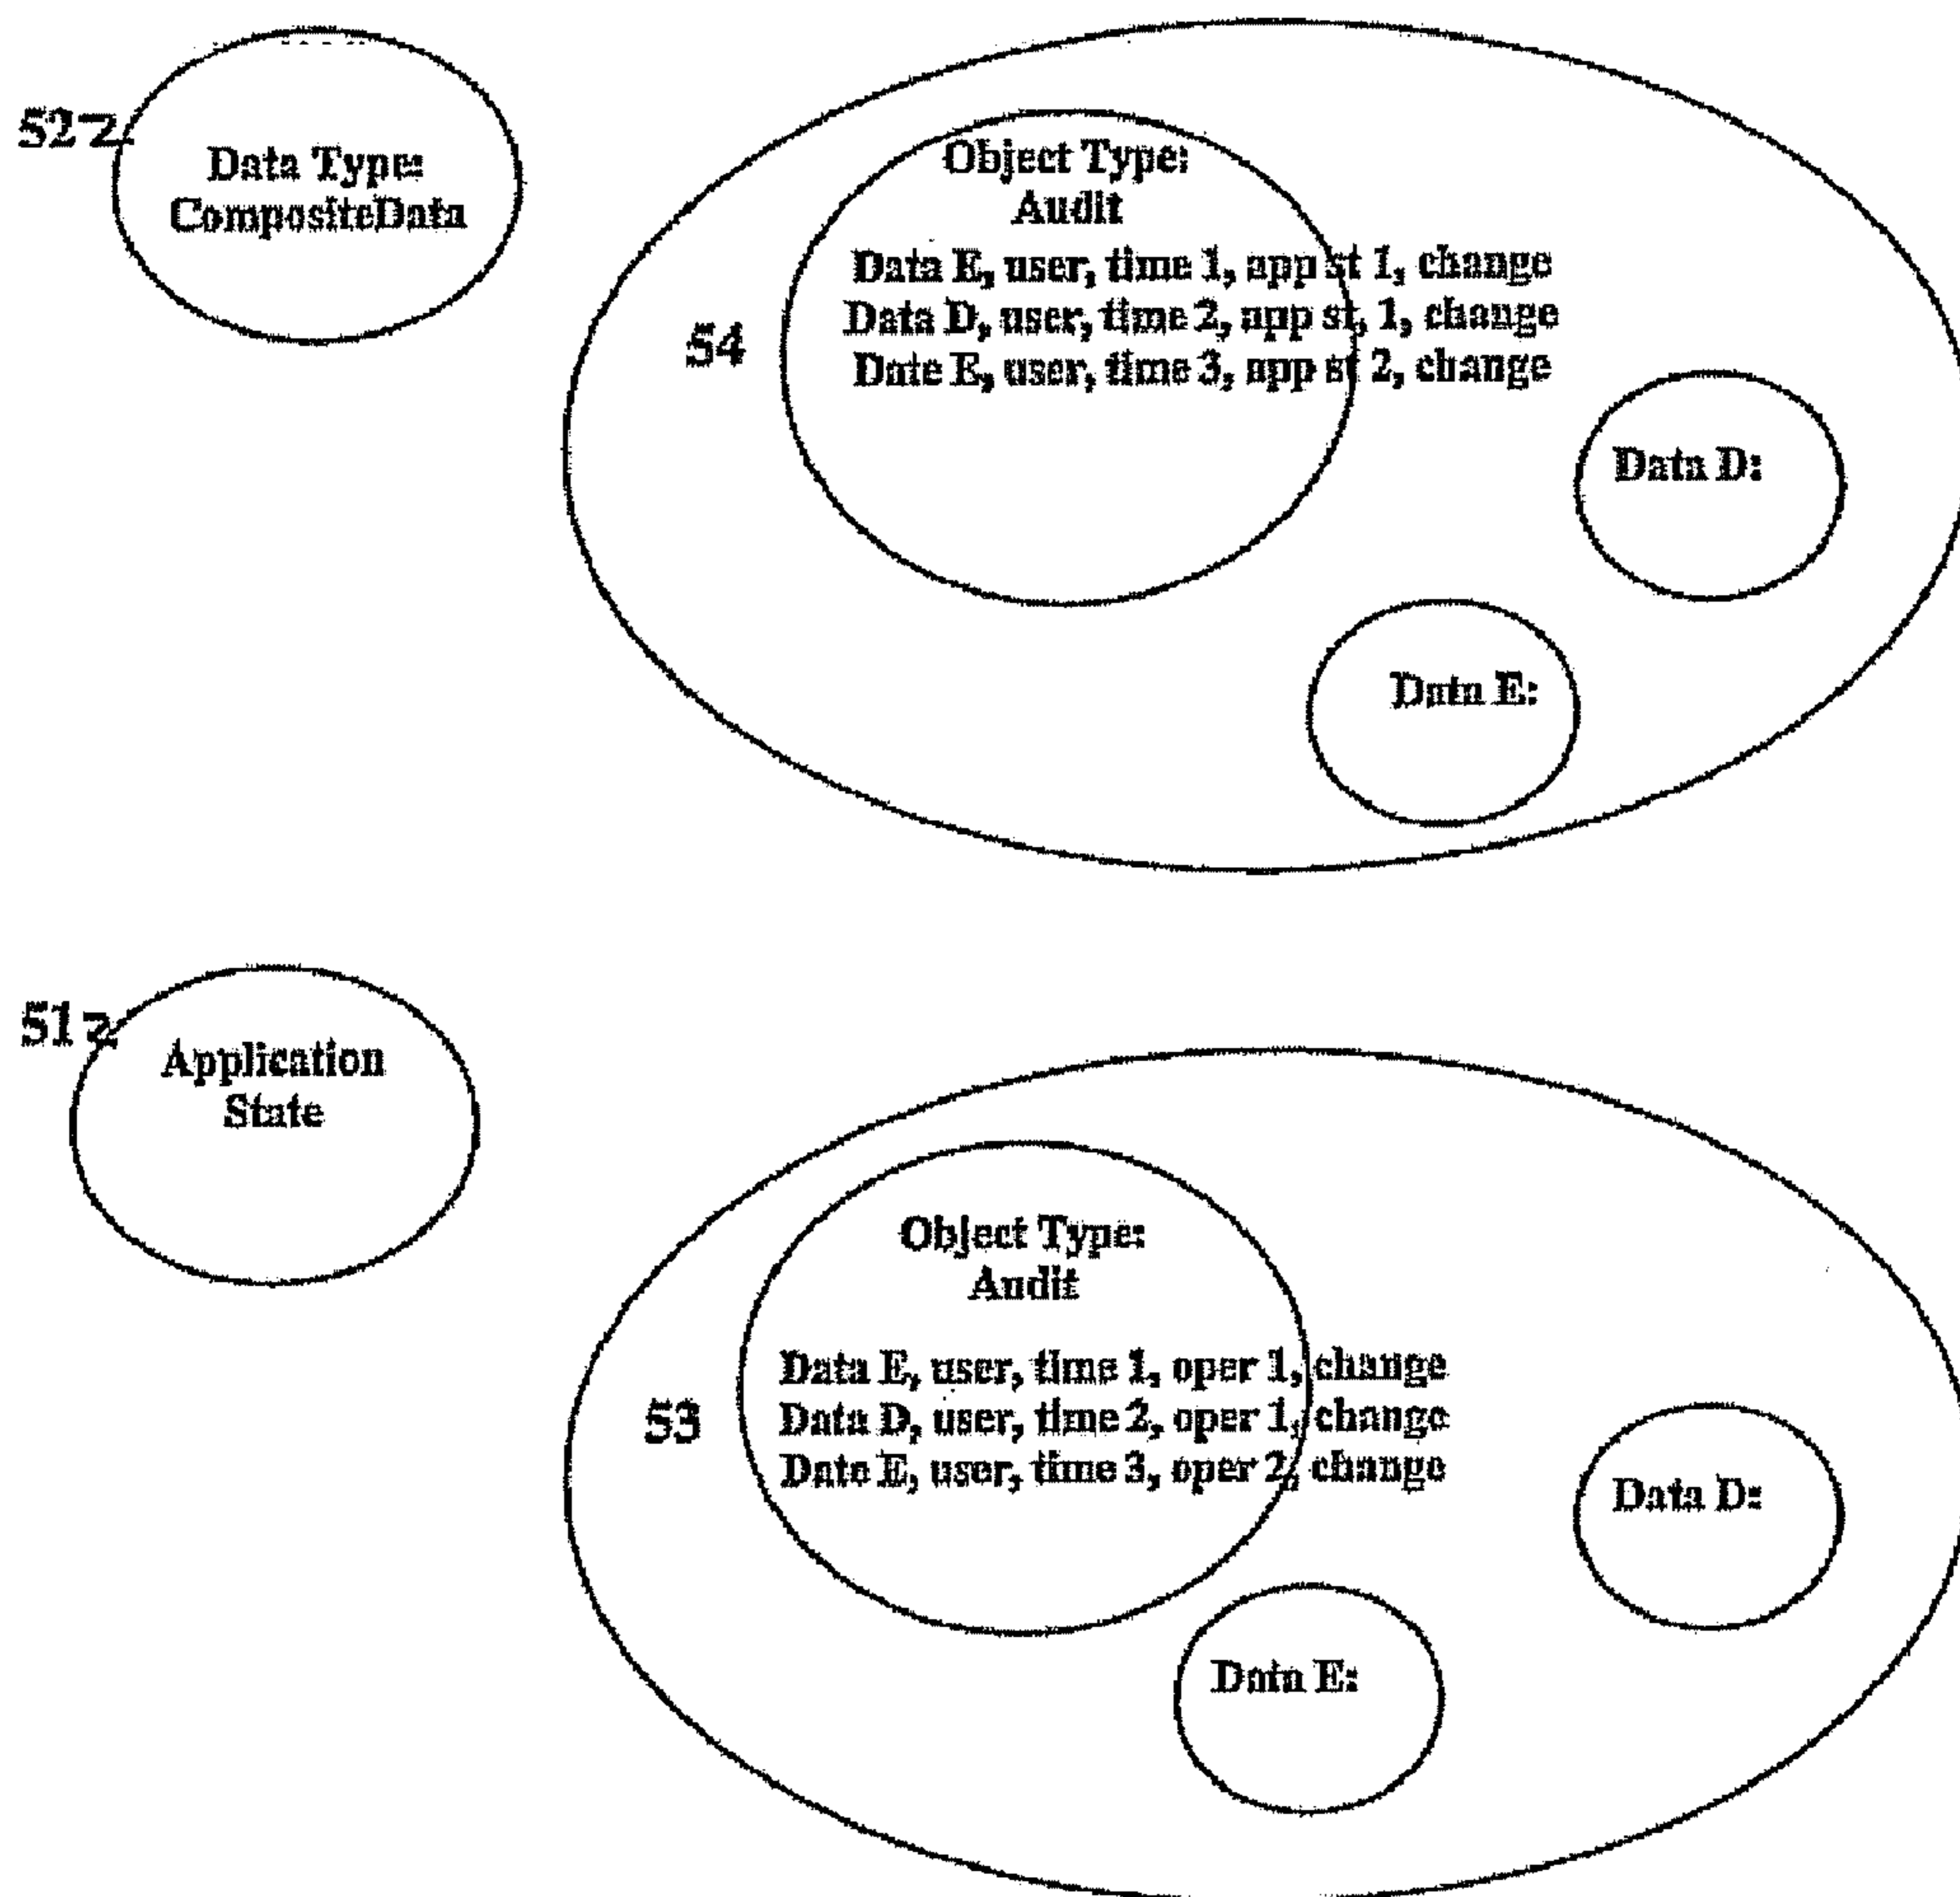 52
Data Type:
CompositeData
Object Type:
Audit
Data E, user, time 1, app st 1, change
Data D, user, time 2, app st, 1, change
Date E, user, time 3, app st 2, change
54
Data D:
Data E:
51
Application
State
Object Type:
Audit
Data E, user, time 1, oper 1, change
Data D, user, time 2, oper 1, change
Date E, user, time 3, oper 2, change
53
Data D:
Data E: